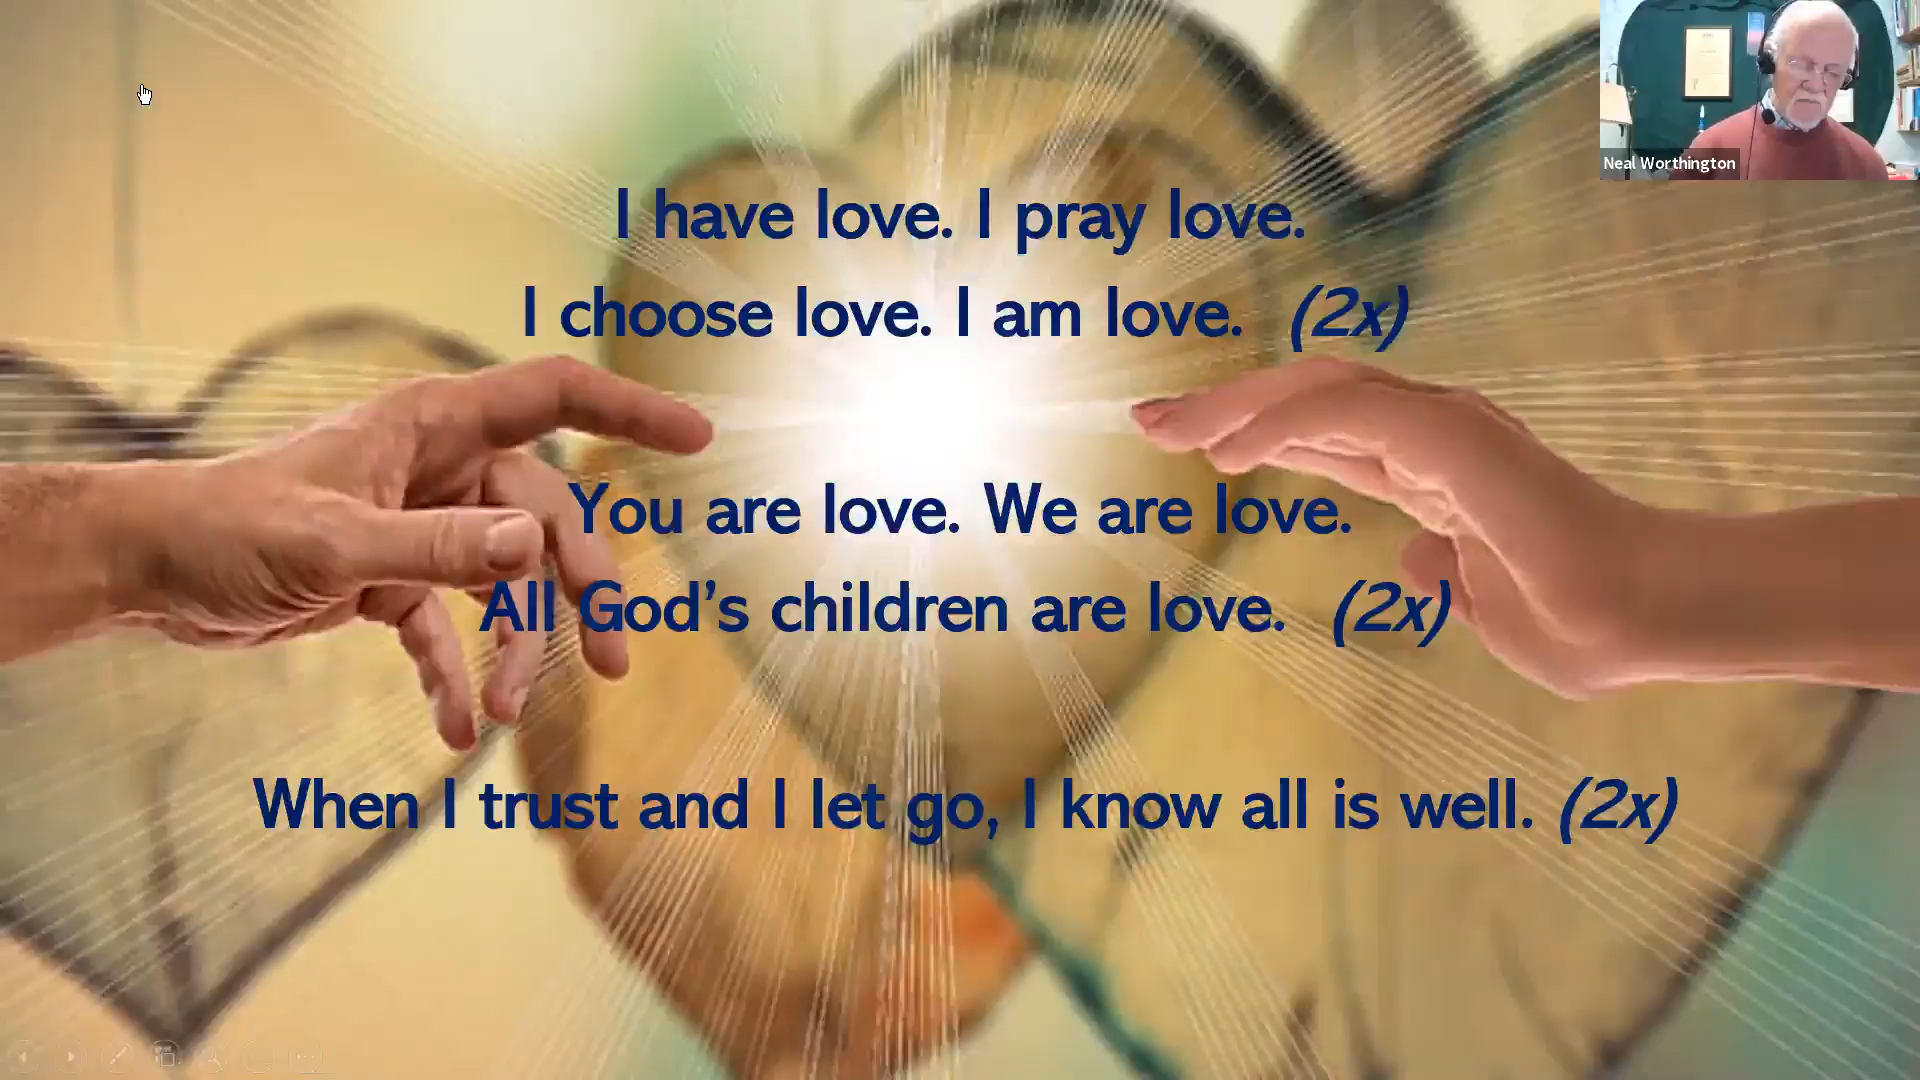 Neal Worthington
I have love. I pray love.
I choose love. I am love. (2x)
You are love. We are love.
All God’s children are love. (2x)
When I trust and I let go, I know all is well. (2x)